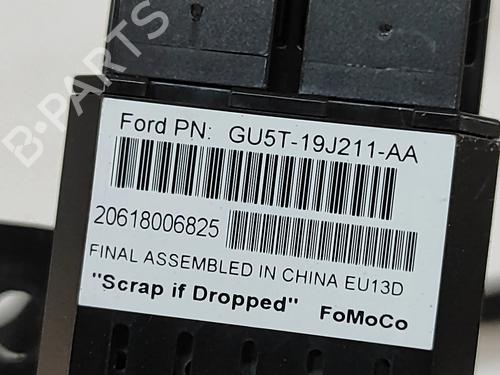 B-PARTS
Ford PN: GU5T-19J211-AA
20618006825
FINAL ASSEMBLED IN CHINA EU13D
"Scrap if Dropped" FoMoCo